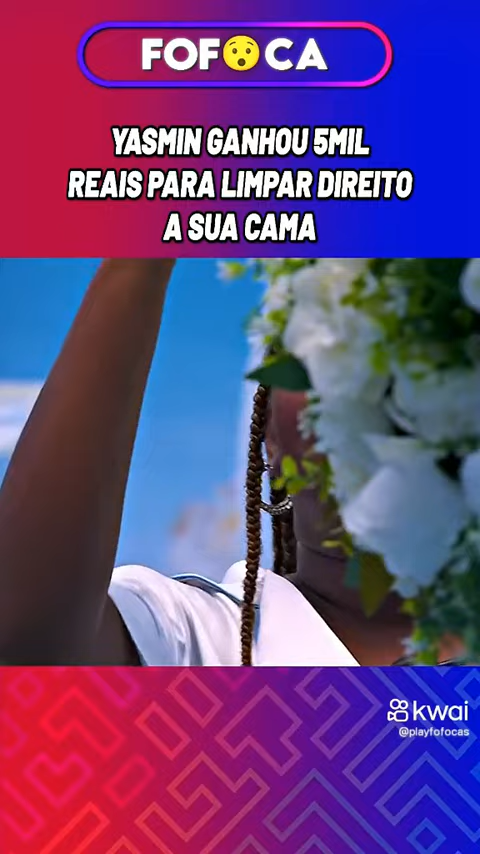 FOF😯CA
YASMIN GANHOU 5MIL
REAIS PARA LIMPAR DIREITO
A SUA CAMA
kwai
@playfofocas